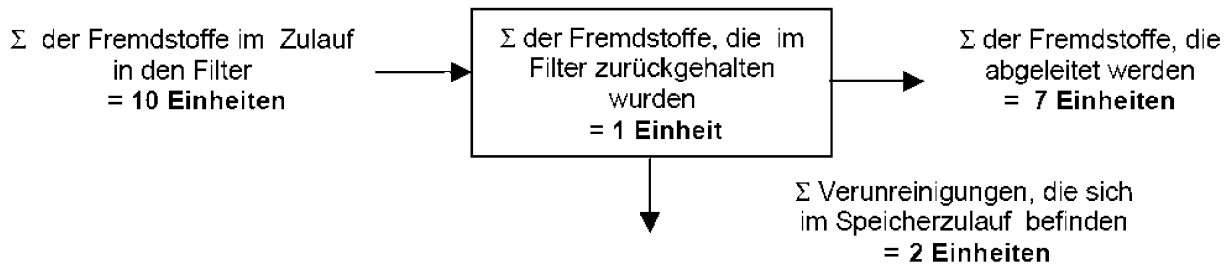 Σ der Fremdstoffe im Zulauf
in den Filter
= 10 Einheiten
Σ der Fremdstoffe, die im
Filter zurückgehalten
wurden
= 1 Einheit
Σ der Fremdstoffe, die
abgeleitet werden
= 7 Einheiten
Σ Verunreinigungen, die sich
im Speicherzulauf befinden
= 2 Einheiten